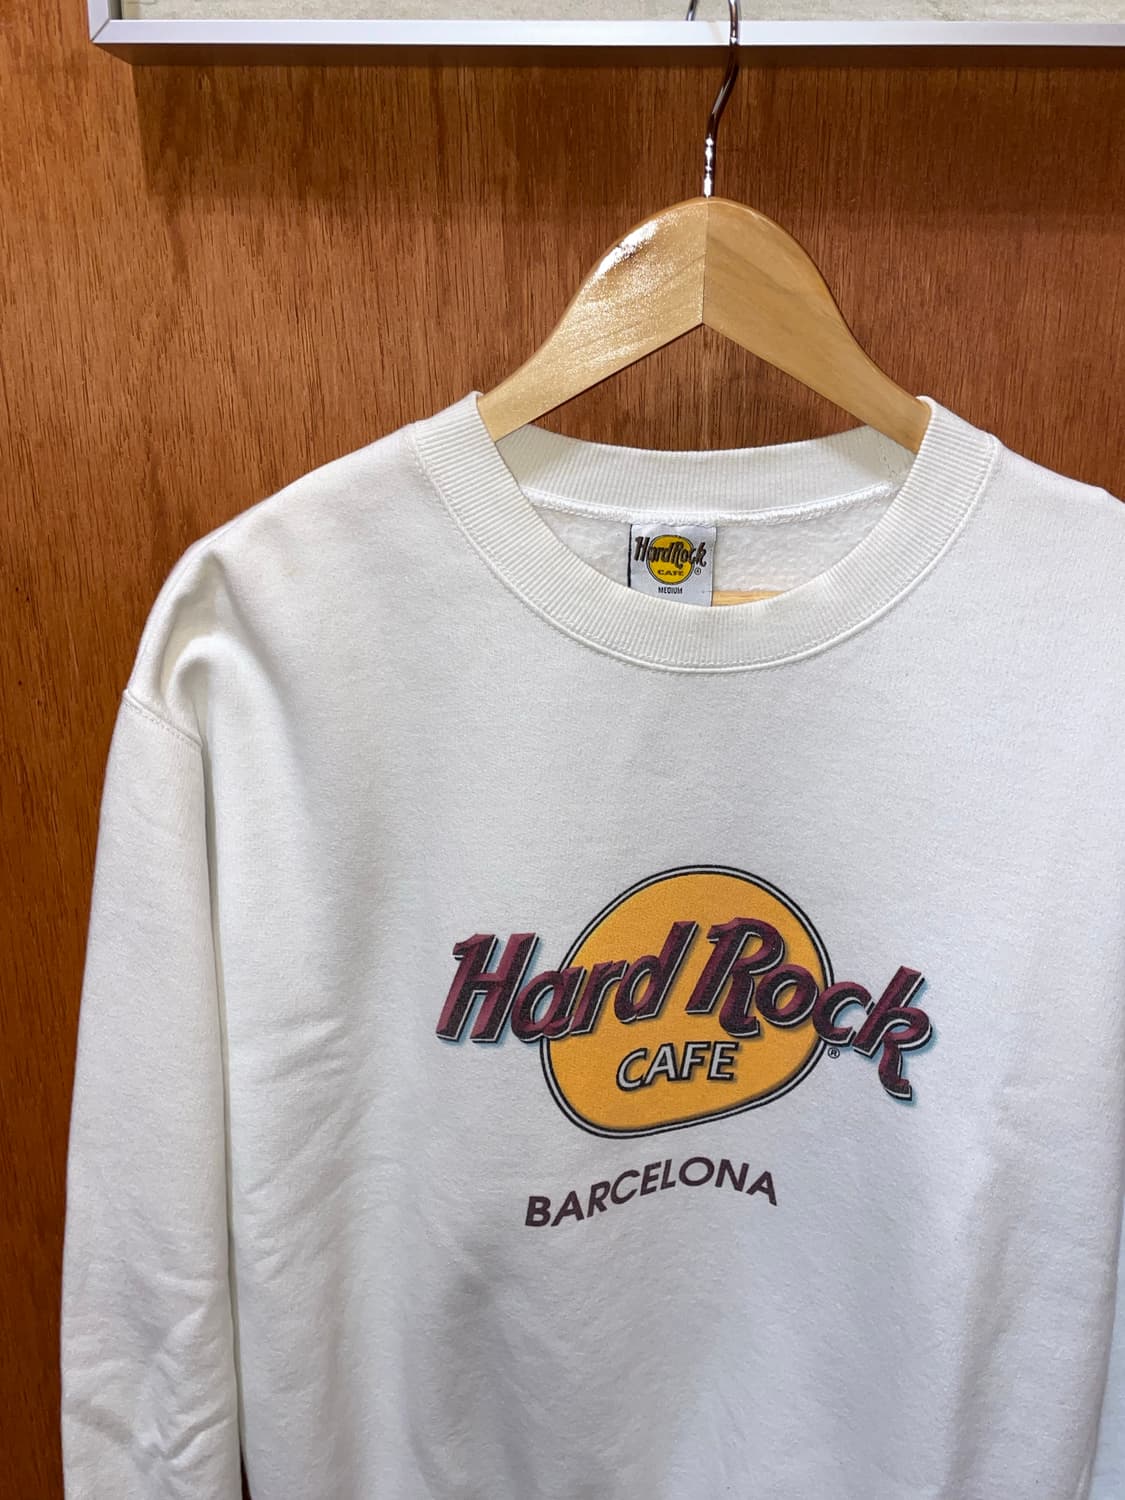 Hard Rock
CAFE
®
MEDIUM
Hard Rock
CAFE
®
BARCELONA